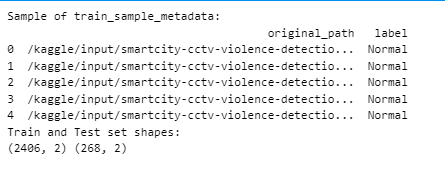 Sample of train_sample_metadata:
original_path label
0 /kaggle/input/smartcity-cctv-violence-detectio... Normal
1 /kaggle/input/smartcity-cctv-violence-detectio... Normal
2 /kaggle/input/smartcity-cctv-violence-detectio... Normal
3 /kaggle/input/smartcity-cctv-violence-detectio... Normal
4 /kaggle/input/smartcity-cctv-violence-detectio... Normal
Train and Test set shapes:
(2406, 2) (268, 2)